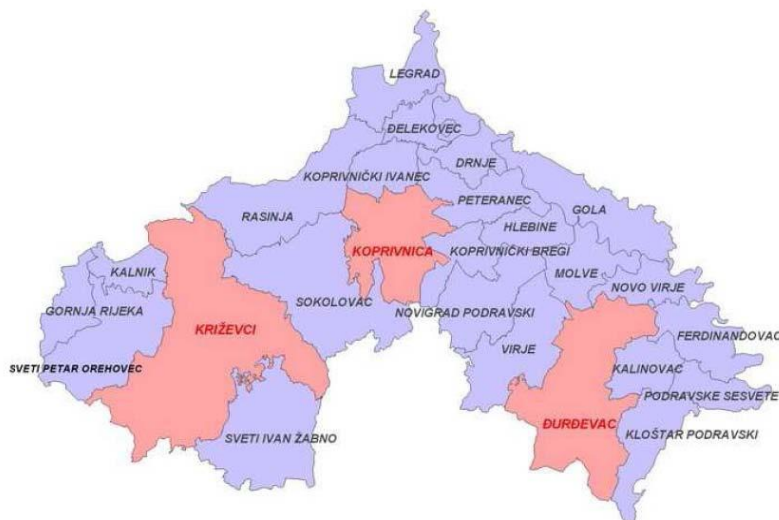 LEGRAD
ĐELEKOVEC
DRNJE
KOPRIVNIČKI IVANEC
PETERANEC
RASINJA
GOLA
HLEBINE
KOPRIVNICA
KOPRIVNIČKI BREGI
KALNIK
MOLVE
NOVO VIRJE
SOKOLOVAC
GORNJA RIJEKA
NOVIGRAD PODRAVSKI
KRIŽEVCI
FERDINANDOVAC
VIRJE
SVETI PETAR OREHOVEC
KALINOVAC
PODRAVSKE SESVETE
ĐURĐEVAC
KLOŠTAR PODRAVSKI
SVETI IVAN ŽABNO